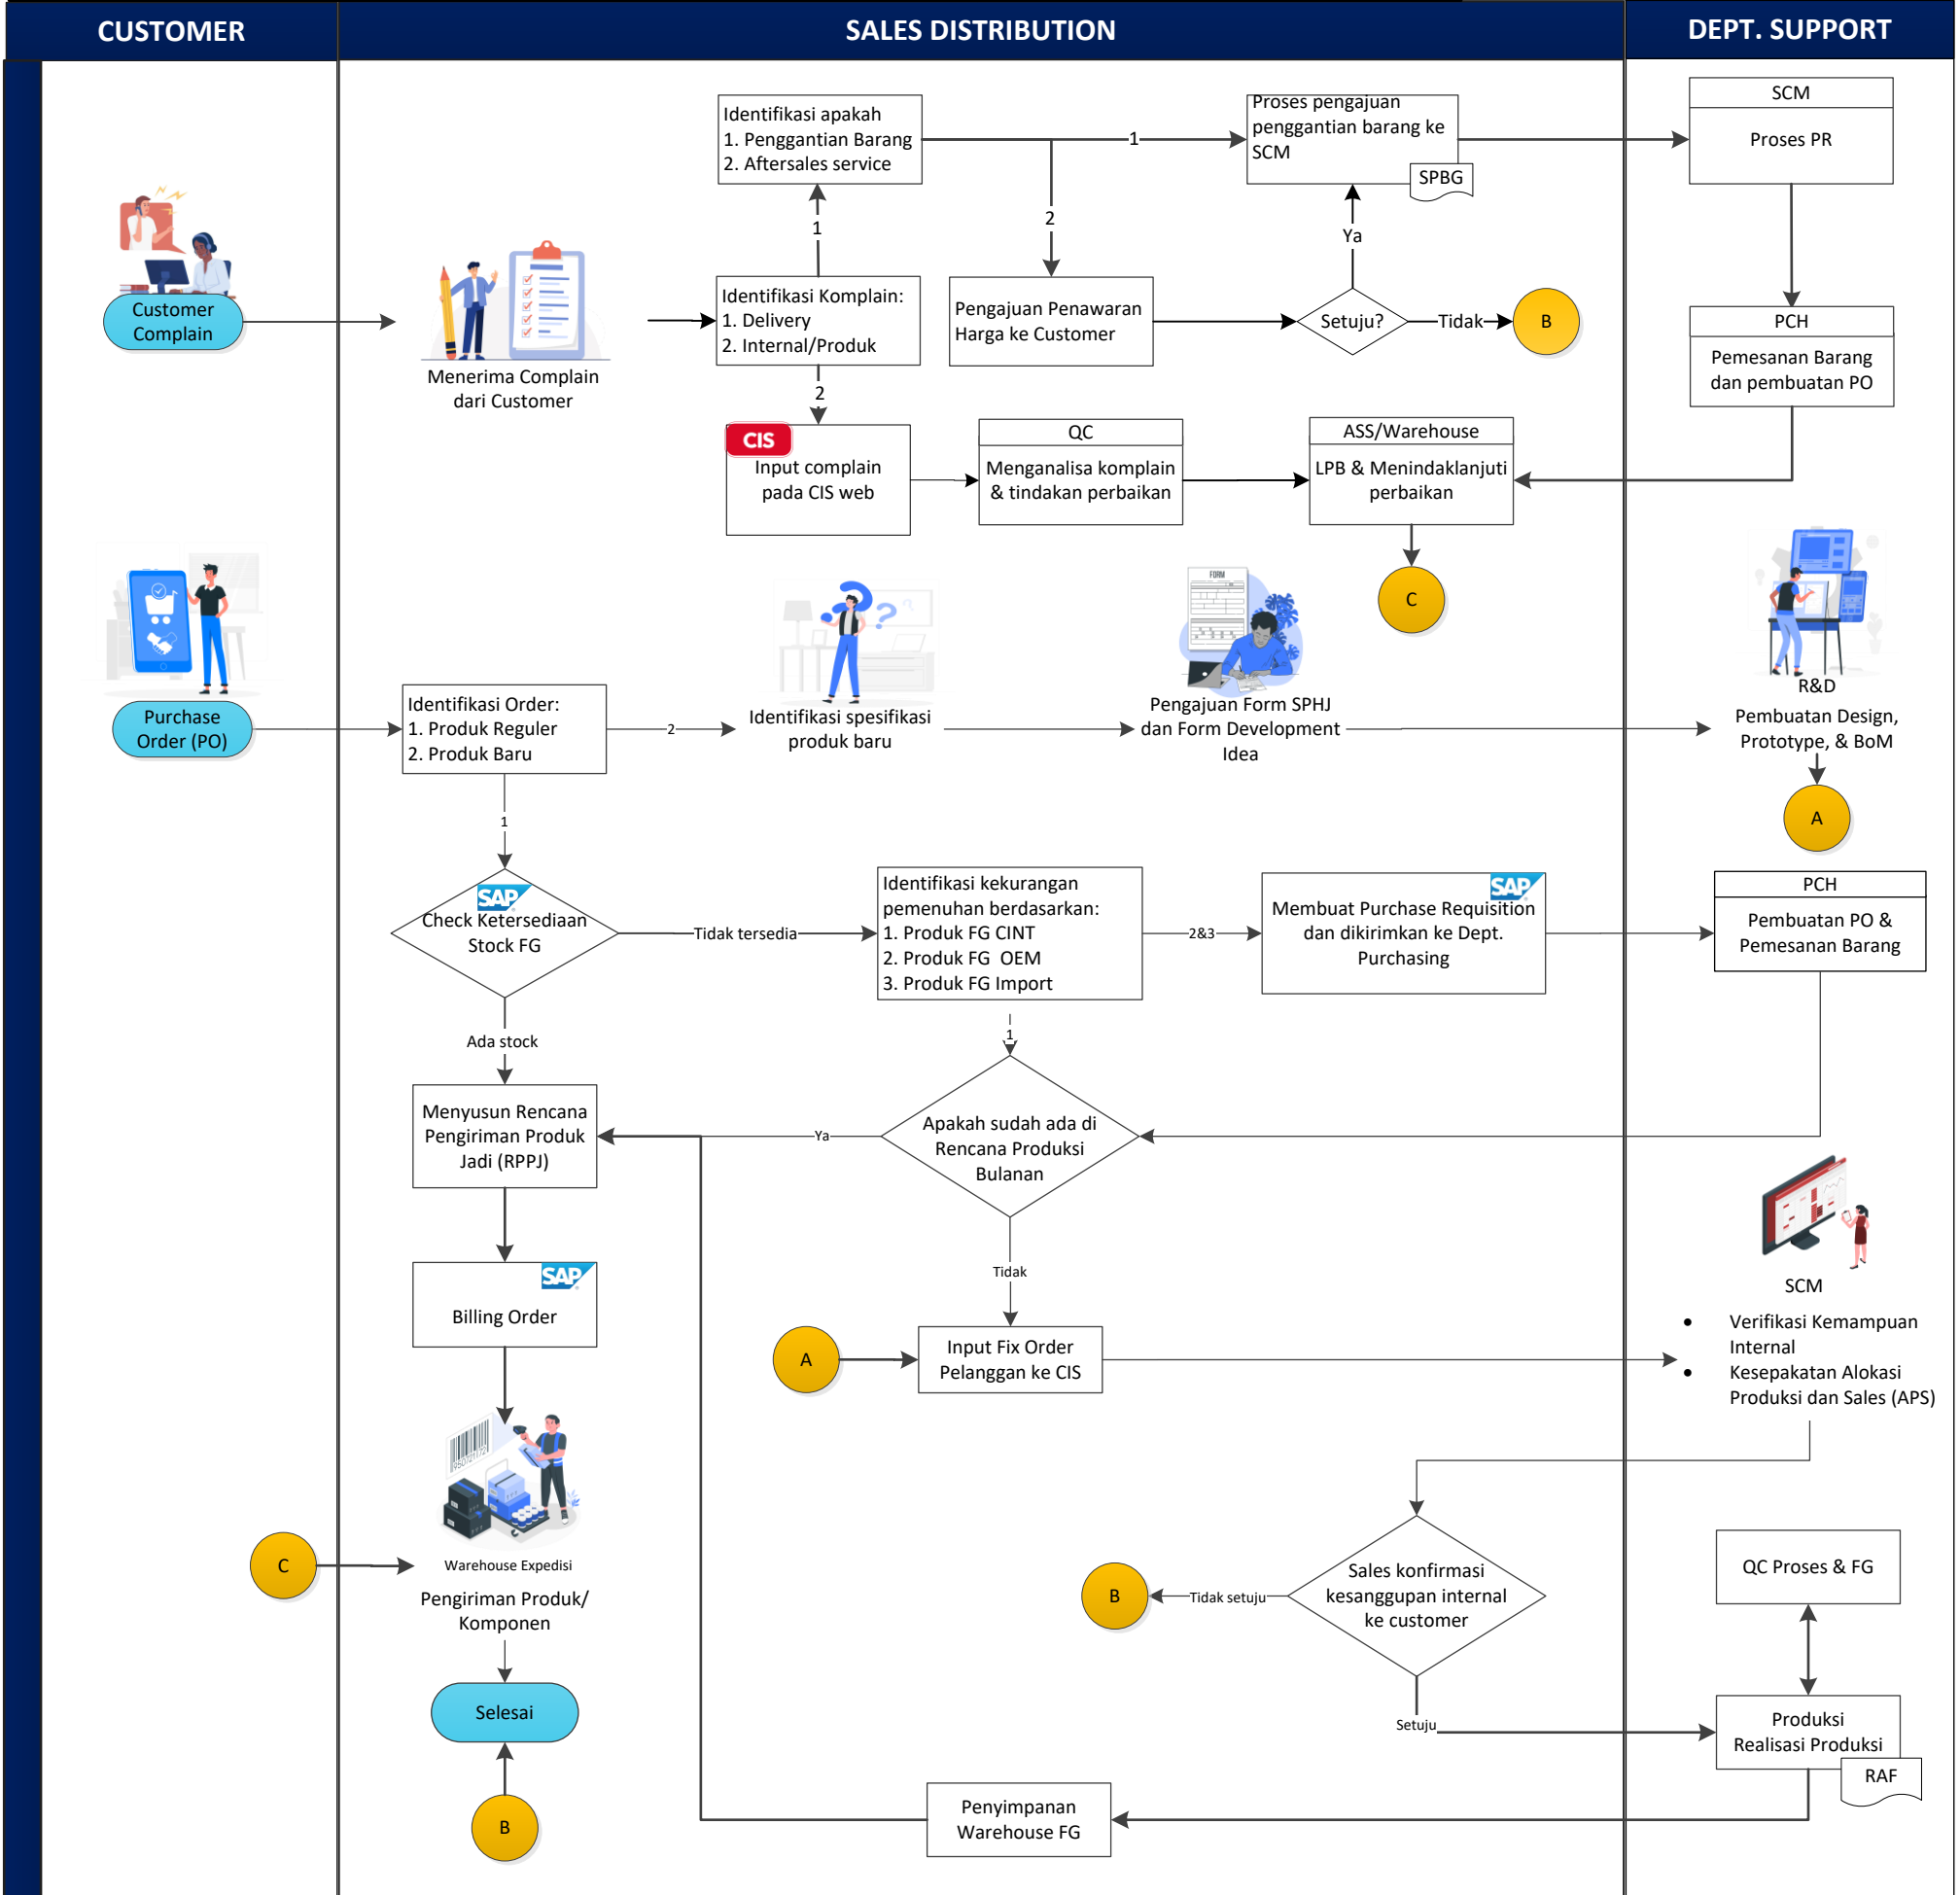 CUSTOMER
SALES DISTRIBUTION
DEPT. SUPPORT
Identifikasi apakah
1. Penggantian Barang
2. Aftersales service
1
Proses pengajuan
penggantian barang ke
SCM
SPBG
SCM
Proses PR
1
2
Ya
Customer
Complain
Menerima Complain
dari Customer
Identifikasi Komplain:
1. Delivery
2. Internal/Produk
Pengajuan Penawaran
Harga ke Customer
Setuju?
Tidak
B
PCH
Pemesanan Barang
dan pembuatan PO
2
CIS
Input complain
pada CIS web
QC
Menganalisa komplain
& tindakan perbaikan
ASS/Warehouse
LPB & Menindaklanjuti
perbaikan
C
FORM
Purchase
Order (PO)
Identifikasi Order:
1. Produk Reguler
2. Produk Baru
2
Identifikasi spesifikasi
produk baru
Pengajuan Form SPHJ
dan Form Development
Idea
R&D
Pembuatan Design,
Prototype, & BoM
A
1
SAP
Check Ketersediaan
Stock FG
Tidak tersedia
Identifikasi kekurangan
pemenuhan berdasarkan:
1. Produk FG CINT
2. Produk FG  OEM
3. Produk FG Import
2&3
SAP
Membuat Purchase Requisition
dan dikirimkan ke Dept.
Purchasing
PCH
Pembuatan PO &
Pemesanan Barang
Ada stock
1
Menyusun Rencana
Pengiriman Produk
Jadi (RPPJ)
Ya
Apakah sudah ada di
Rencana Produksi
Bulanan
Tidak
SAP
Billing Order
A
Input Fix Order
Pelanggan ke CIS
SCM
• Verifikasi Kemampuan
Internal
• Kesepakatan Alokasi
Produksi dan Sales (APS)
C
Warehouse Expedisi
Pengiriman Produk/
Komponen
B
Tidak setuju
Sales konfirmasi
kesanggupan internal
ke customer
QC Proses & FG
Selesai
Setuju
Produksi
Realisasi Produksi
RAF
B
Penyimpanan
Warehouse FG